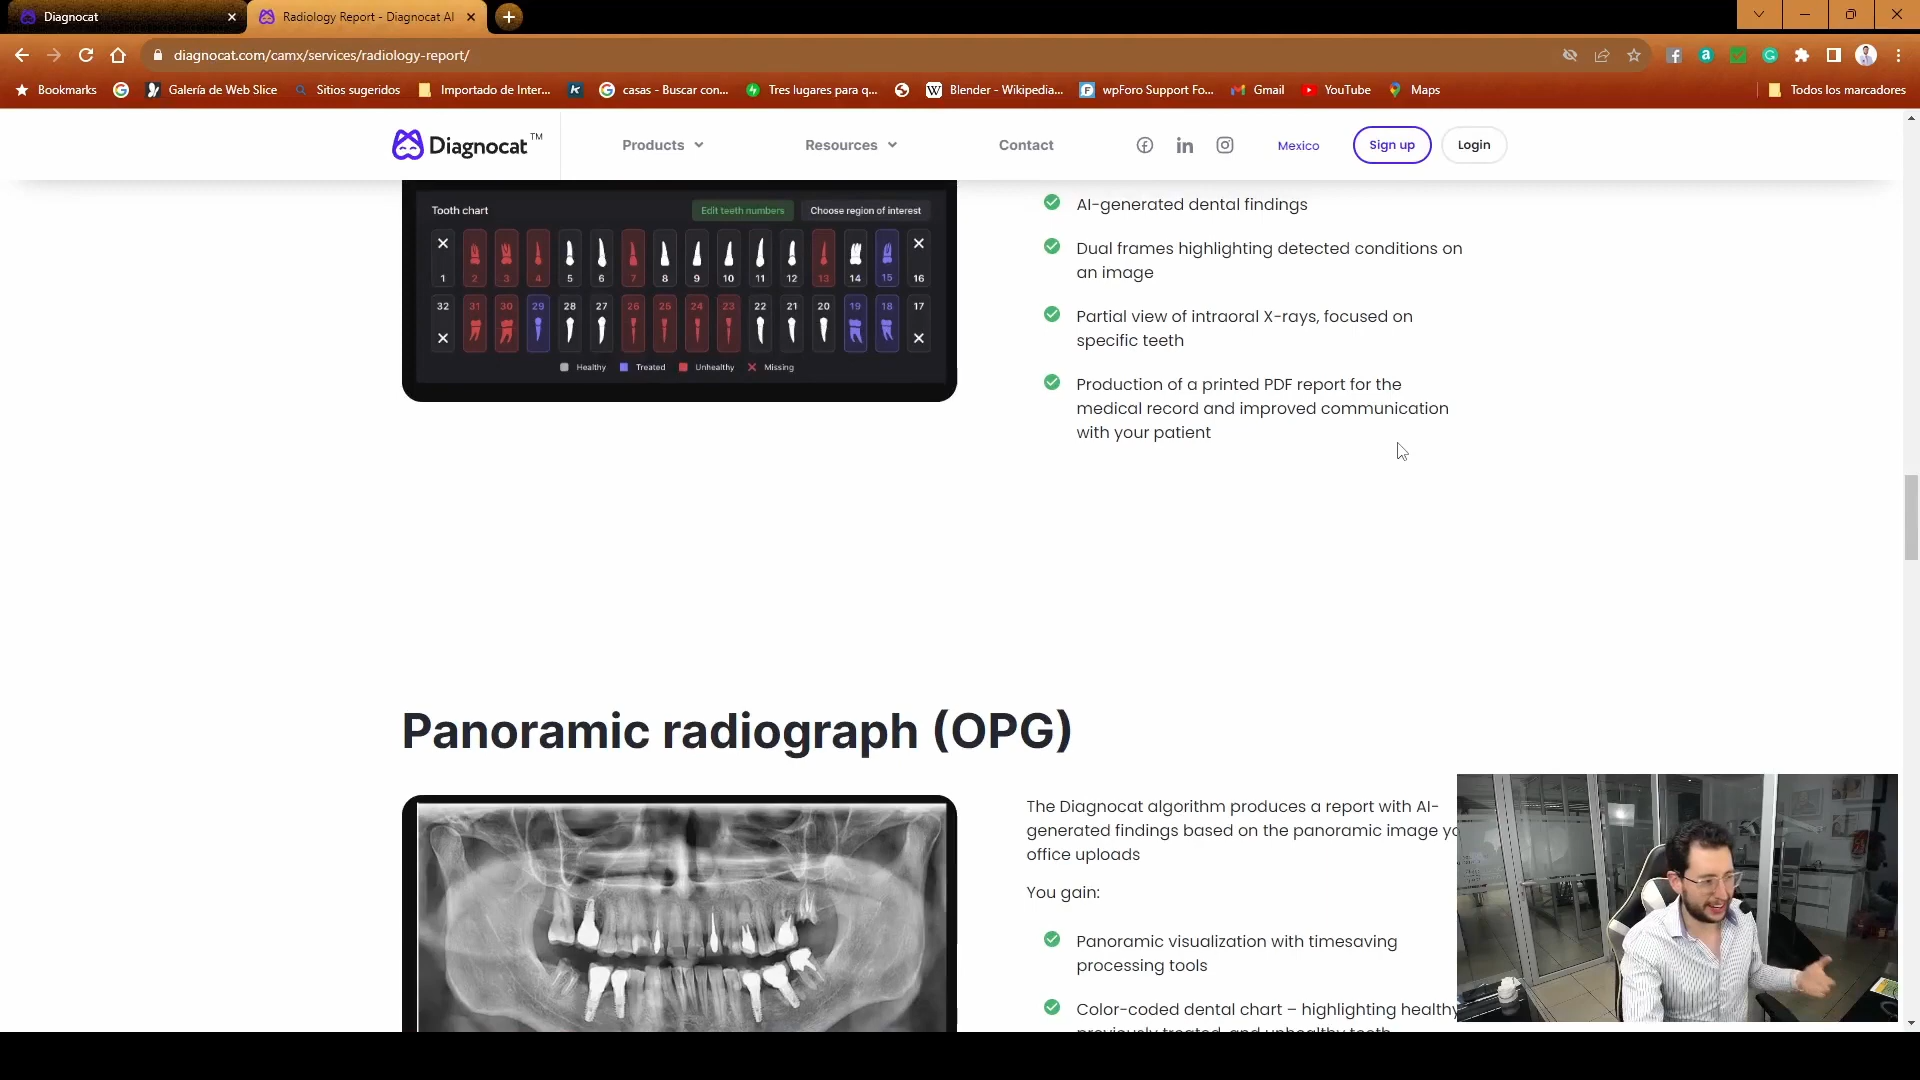 Diagnocat
Radiology Report - Diagnocat AI
diagnocat.com/camx/services/radiology-report/
Bookmarks
Galería de Web Slice
Sitios sugeridos
Importado de Inter...
casas - Buscar con...
Tres lugares para q...
Blender - Wikipedia...
wpForo Support Fo...
Gmail
YouTube
Maps
Todos los marcadores
Diagnocat™
Products
Resources
Contact
Mexico
Sign up
Login
Tooth chart
Edit teeth numbers
Choose region of interest
1 2 3 4 5 6 7 8 9 10 11 12 13 14 15 16
32 31 30 29 28 27 26 25 24 23 22 21 20 19 18 17
Healthy Treated Unhealthy Missing
AI-generated dental findings
Dual frames highlighting detected conditions on
an image
Partial view of intraoral X-rays, focused on
specific teeth
Production of a printed PDF report for the
medical record and improved communication
with your patient
Panoramic radiograph (OPG)
The Diagnocat algorithm produces a report with AI-
generated findings based on the panoramic image yo
office uploads
You gain:
Panoramic visualization with timesaving
processing tools
Color-coded dental chart – highlighting healthy